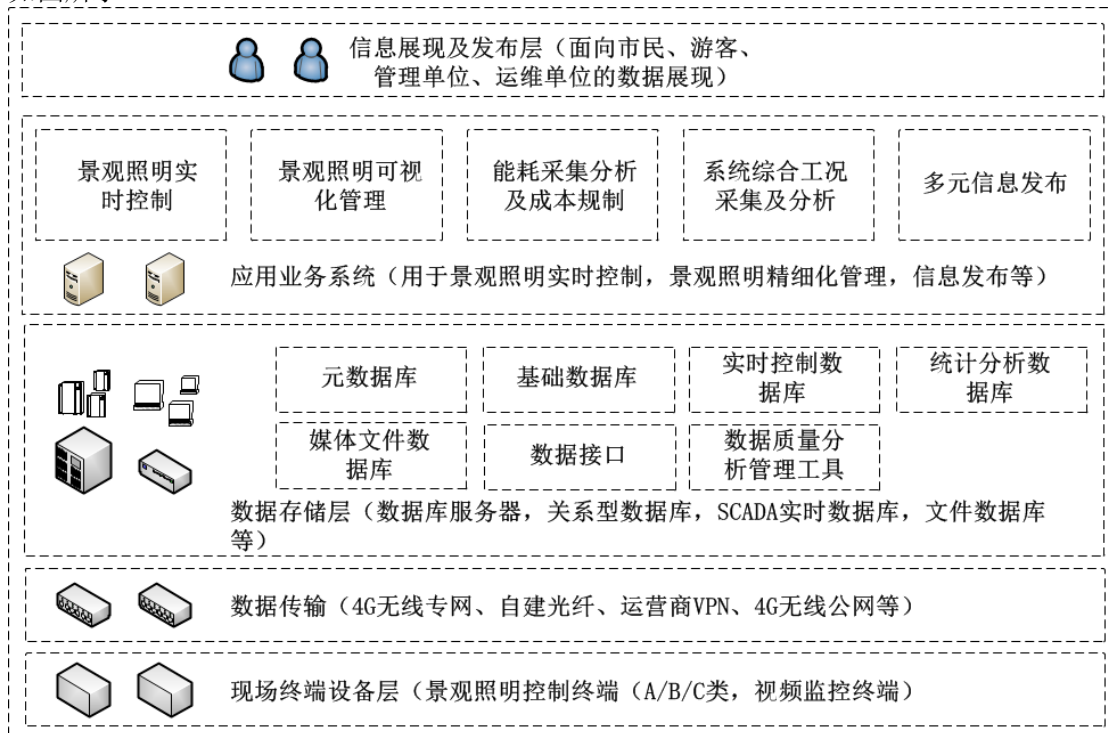 信息展现及发布层（面向市民、游客、
管理单位、运维单位的数据展现）
景观照明实
时控制
景观照明可视
化管理
能耗采集分析
及成本规制
系统综合工况
采集及分析
多元信息发布
应用业务系统（用于景观照明实时控制，景观照明精细化管理，信息发布等）
元数据库
基础数据库
实时控制数
据库
统计分析数
据库
媒体文件数
据库
数据接口
数据质量分
析管理工具
数据存储层（数据库服务器，关系型数据库，SCADA实时数据库，文件数据库
等）
数据传输（4G无线专网、自建光纤、运营商VPN、4G无线公网等）
现场终端设备层（景观照明控制终端（A/B/C类，视频监控终端）